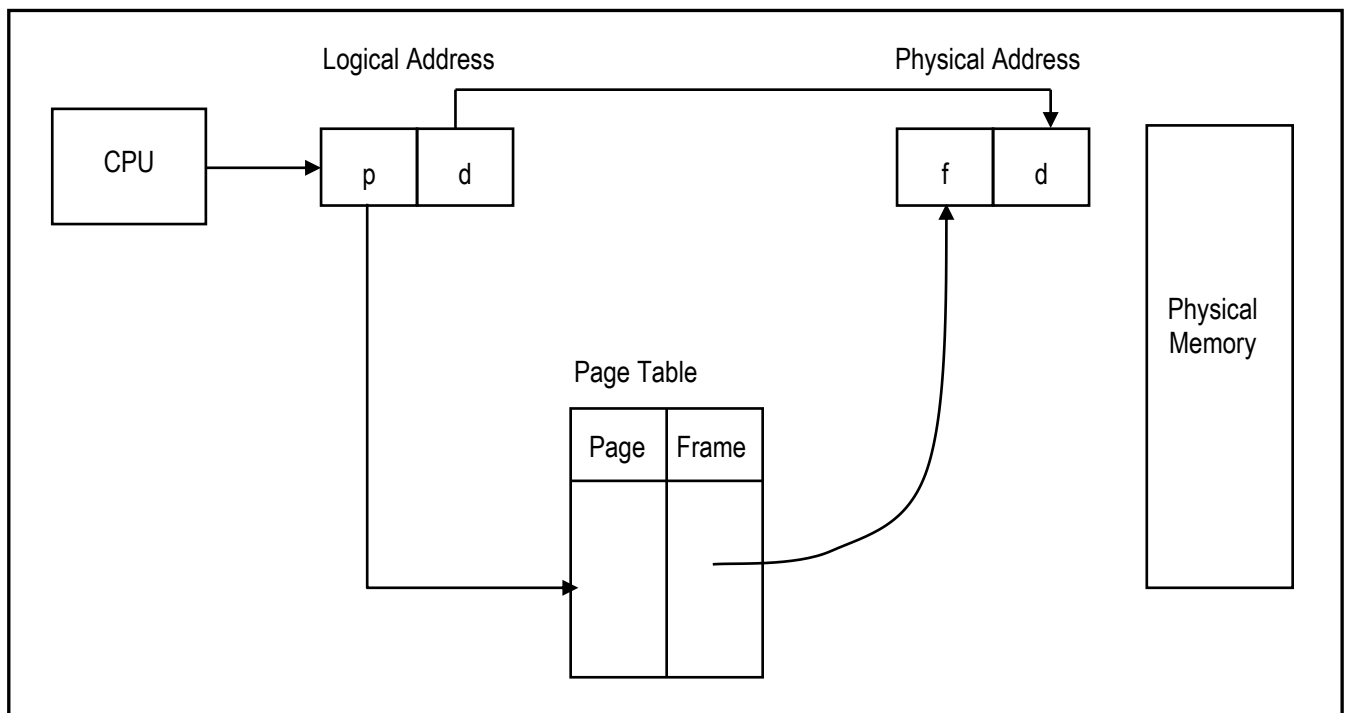 Logical Address
Physical Address
CPU
p
d
f
d
Physical
Memory
Page Table
Page
Frame